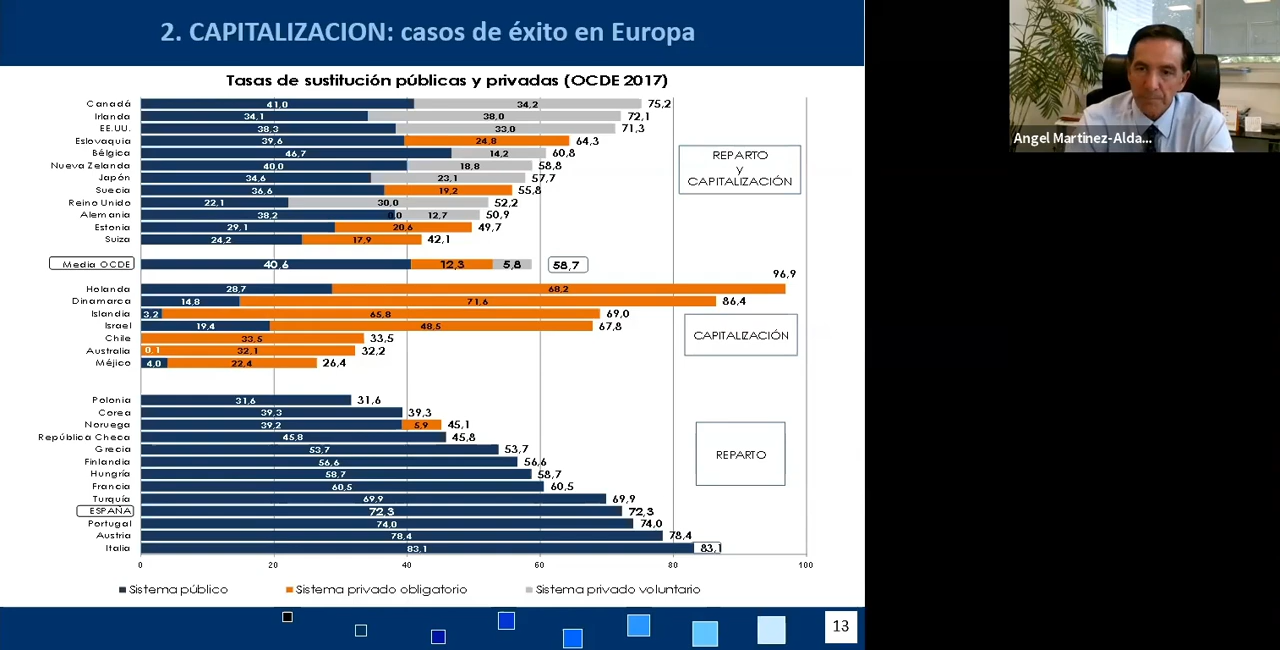 2. CAPITALIZACION: casos de éxito en Europa
Tasas de sustitución públicas y privadas (OCDE 2017)
Canadá 41,0 34,2 75,2
Irlanda 34,1 38,0 72,1
EE.UU. 38,3 33,0 71,3
Eslovaquia 39,6 24,8 64,3
Bélgica 46,7 14,2 60,8
Nueva Zelanda 40,0 18,8 58,8
Japón 34,6 23,1 57,7
Suecia 36,6 19,2 55,8
Reino Unido 22,1 30,0 52,2
Alemania 38,2 0,0 12,7 50,9
Estonia 29,1 20,6 49,7
Suiza 24,2 17,9 42,1
REPARTO
y
CAPITALIZACIÓN
Media OCDE 40,6 12,3 5,8 58,7
96,9
Holanda 28,7 68,2
Dinamarca 14,8 71,6 86,4
Islandia 3,2 65,8 69,0
Israel 19,4 48,5 67,8
Chile 33,5 33,5
Australia 0,1 32,1 32,2
Méjico 4,0 22,4 26,4
CAPITALIZACIÓN
Polonia 31,6 31,6
Corea 39,3 39,3
Noruega 39,2 5,9 45,1
República Checa 45,8 45,8
Grecia 53,7 53,7
Finlandia 56,6 56,6
Hungría 58,7 58,7
Francia 60,5 60,5
Turquía 69,9 69,9
ESPAÑA 72,3 72,3
Portugal 74,0 74,0
Austria 78,4 78,4
Italia 83,1 83,1
REPARTO
0 20 40 60 80 100
Sistema público Sistema privado obligatorio Sistema privado voluntario
13
Angel Martinez-Alda...